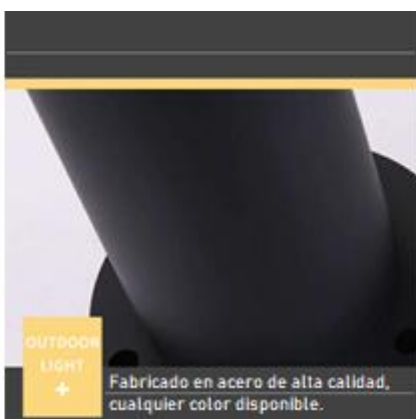 OUTDOOR
LIGHT
+
Fabricado en acero de alta calidad,
cualquier color disponible.